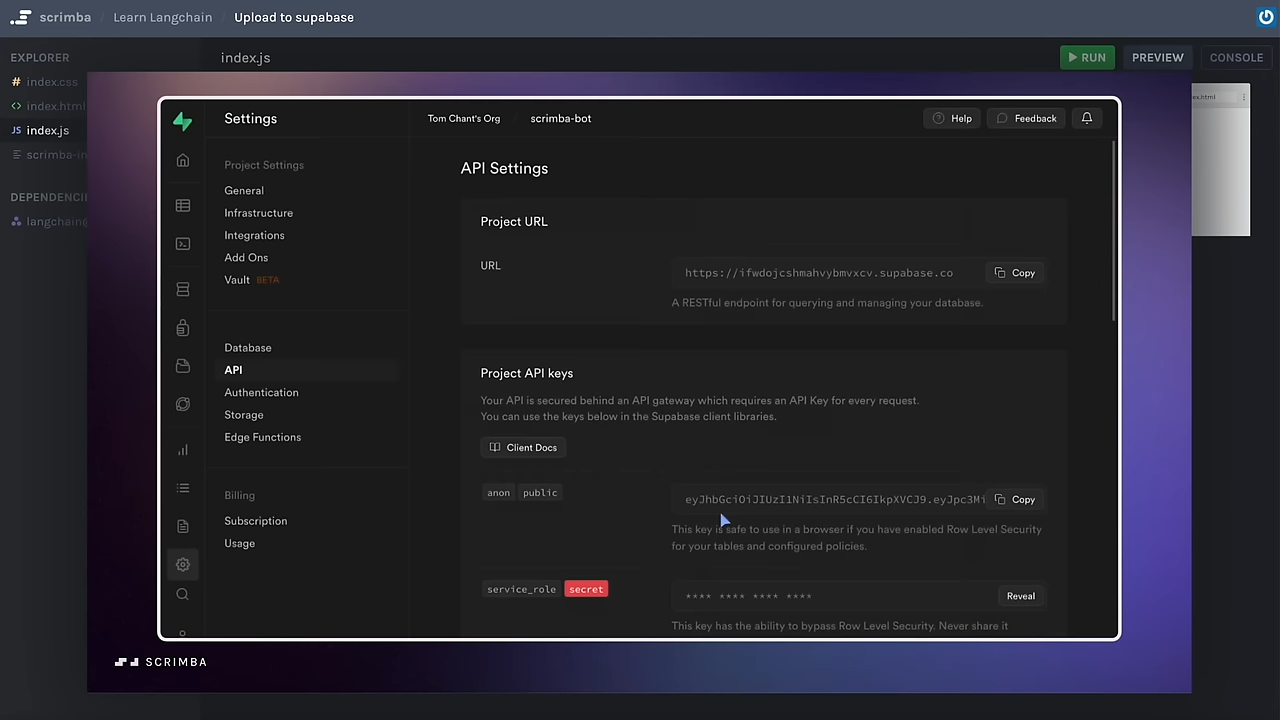 scrimba / Learn Langchain / Upload to supabase
EXPLORER
index.js
RUN
PREVIEW
CONSOLE
# index.css
<> index.html
JS index.js
scrimba-in
DEPENDENCI
langchain@
ex.html
Settings
Tom Chant's Org / scrimba-bot
Help
Feedback
Project Settings
General
Infrastructure
Integrations
Add Ons
Vault BETA
Database
API
Authentication
Storage
Edge Functions
Billing
Subscription
Usage
API Settings
Project URL
URL
https://ifwdojcshmahvybmvxcv.supabase.co
Copy
A RESTful endpoint for querying and managing your database.
Project API keys
Your API is secured behind an API gateway which requires an API Key for every request.
You can use the keys below in the Supabase client libraries.
Client Docs
anon public
eyJhbGciOiJIUzI1NiIsInR5cCI6IkpXVCJ9.eyJpc3Mi
Copy
This key is safe to use in a browser if you have enabled Row Level Security
for your tables and configured policies.
service_role secret
**** **** **** ****
Reveal
This key has the ability to bypass Row Level Security. Never share it
SCRIMBA